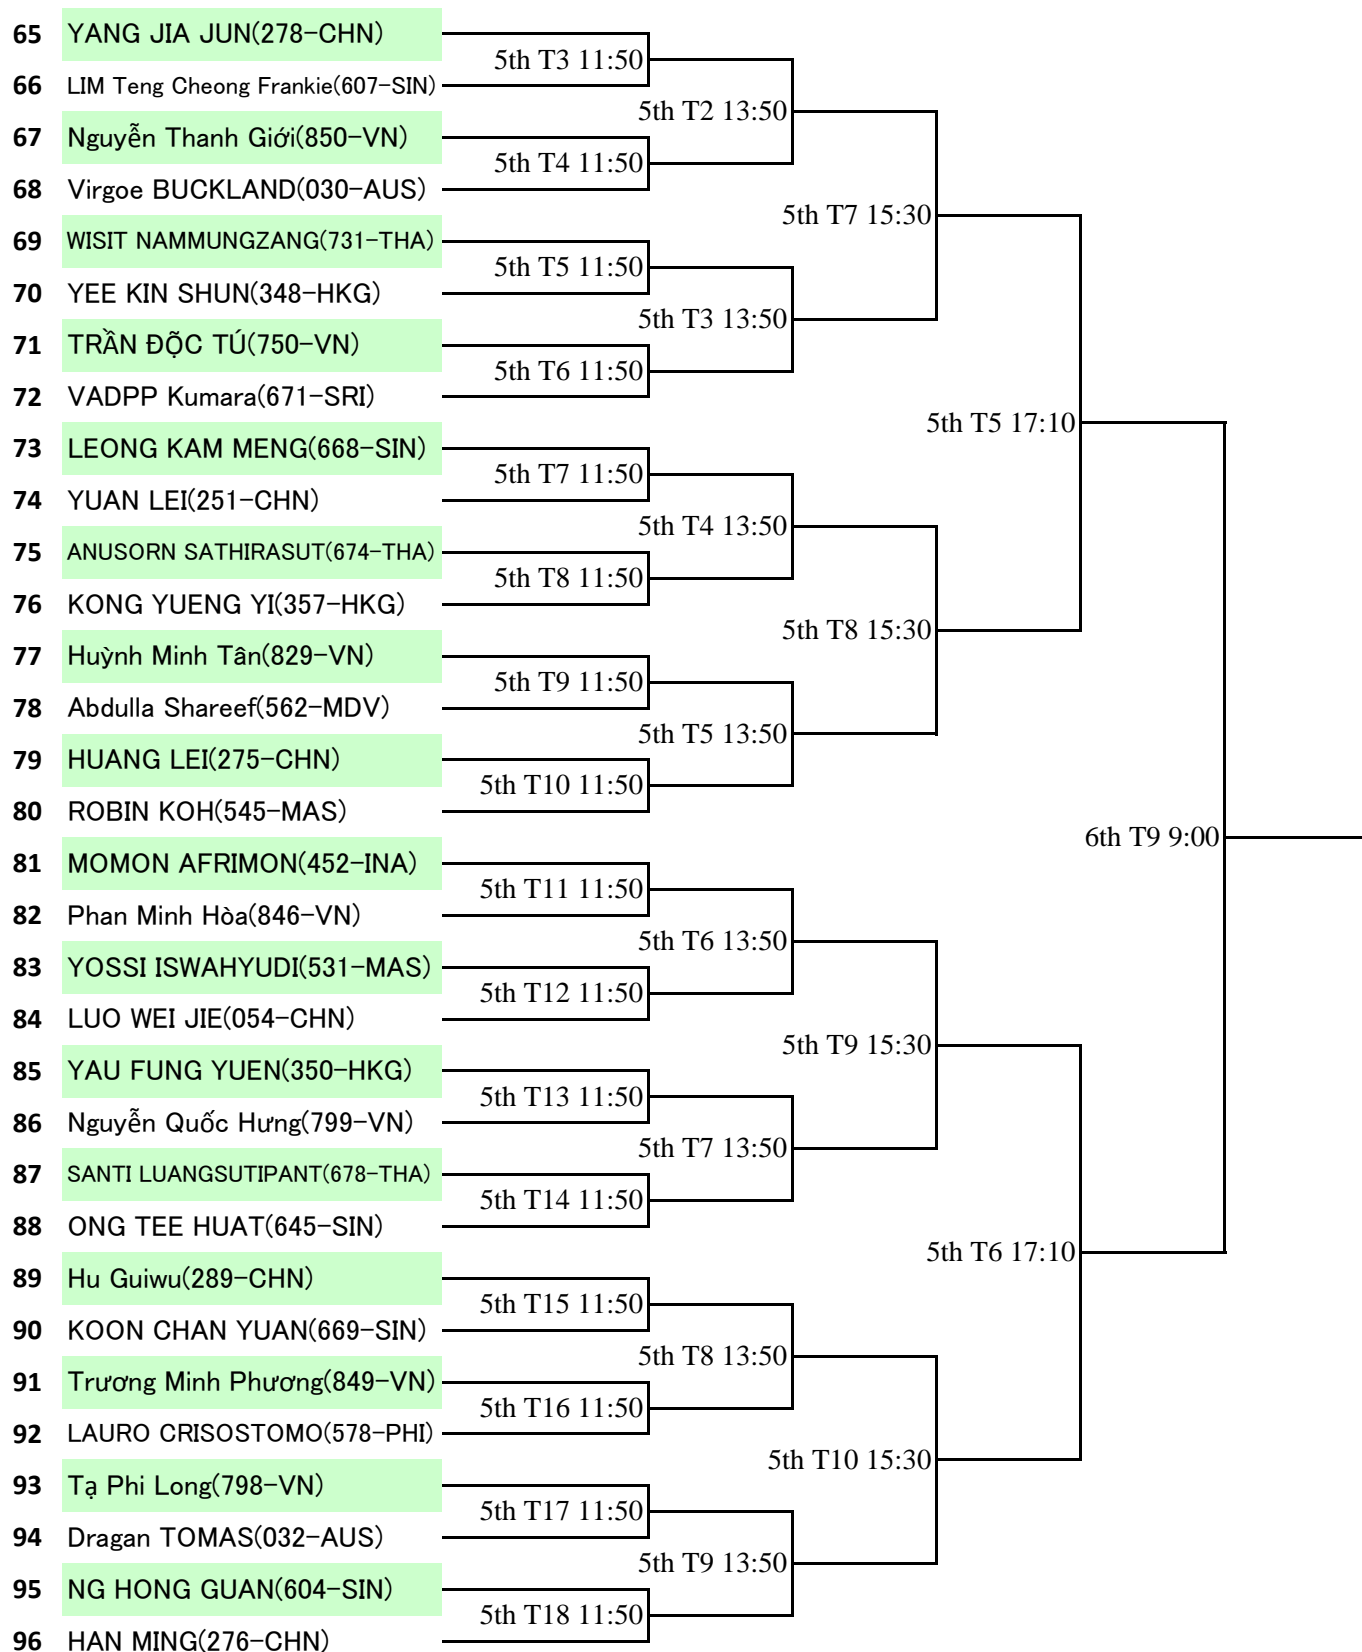 65 YANG JIA JUN(278-CHN)
5th T3 11:50
66 LIM Teng Cheong Frankie(607-SIN)
5th T2 13:50
67 Nguyễn Thanh Giới(850-VN)
5th T4 11:50
68 Virgoe BUCKLAND(030-AUS)
5th T7 15:30
69 WISIT NAMMUNGZANG(731-THA)
5th T5 11:50
70 YEE KIN SHUN(348-HKG)
5th T3 13:50
71 TRẦN ĐỖC TÚ(750-VN)
5th T6 11:50
72 VADPP Kumara(671-SRI)
5th T5 17:10
73 LEONG KAM MENG(668-SIN)
5th T7 11:50
74 YUAN LEI(251-CHN)
5th T4 13:50
75 ANUSORN SATHIRASUT(674-THA)
5th T8 11:50
76 KONG YUENG YI(357-HKG)
5th T8 15:30
77 Huỳnh Minh Tân(829-VN)
5th T9 11:50
78 Abdulla Shareef(562-MDV)
5th T5 13:50
79 HUANG LEI(275-CHN)
5th T10 11:50
80 ROBIN KOH(545-MAS)
6th T9 9:00
81 MOMON AFRIMON(452-INA)
5th T11 11:50
82 Phan Minh Hòa(846-VN)
5th T6 13:50
83 YOSSI ISWAHYUDI(531-MAS)
5th T12 11:50
84 LUO WEI JIE(054-CHN)
5th T9 15:30
85 YAU FUNG YUEN(350-HKG)
5th T13 11:50
86 Nguyễn Quốc Hưng(799-VN)
5th T7 13:50
87 SANTI LUANGSUTIPANT(678-THA)
5th T14 11:50
88 ONG TEE HUAT(645-SIN)
5th T6 17:10
89 Hu Guiwu(289-CHN)
5th T15 11:50
90 KOON CHAN YUAN(669-SIN)
5th T8 13:50
91 Trương Minh Phương(849-VN)
5th T16 11:50
92 LAURO CRISOSTOMO(578-PHI)
5th T10 15:30
93 Tạ Phi Long(798-VN)
5th T17 11:50
94 Dragan TOMAS(032-AUS)
5th T9 13:50
95 NG HONG GUAN(604-SIN)
5th T18 11:50
96 HAN MING(276-CHN)